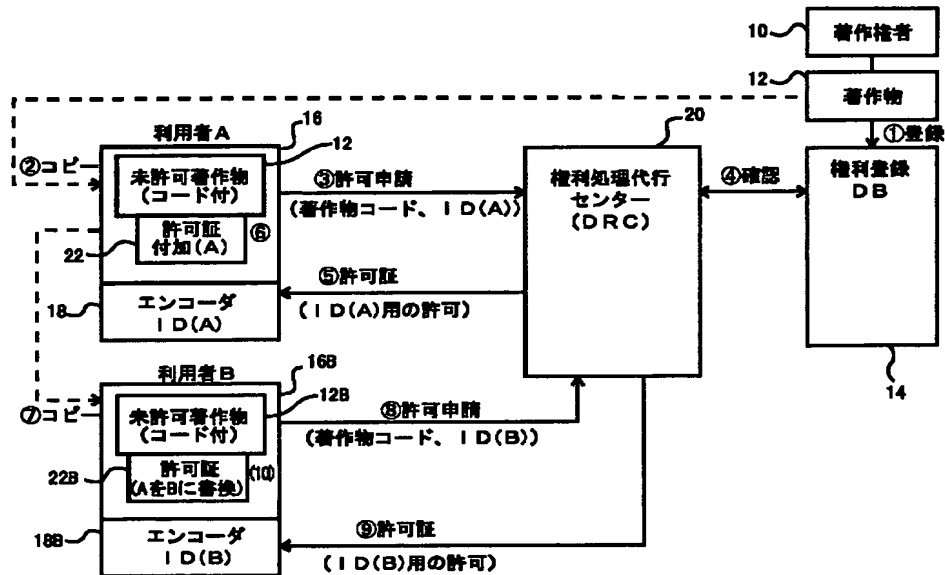 10
著作権者
12
著作物
①登録
20
利用者A
16
12
②コピー
未許可著作物
(コード付)
③許可申請
(著作物コード、ID(A))
権利処理代行
センター
(DRC)
④確認
権利登録
DB
22
許可証
付加(A)
⑥
⑤許可証
(ID(A)用の許可)
18
エンコーダ
ID(A)
14
利用者B
16B
12B
⑦コピー
未許可著作物
(コード付)
⑧許可申請
(著作物コード、ID(B))
22B
許可証
(AをBに書換)
(10)
18B
エンコーダ
ID(B)
⑨許可証
(ID(B)用の許可)